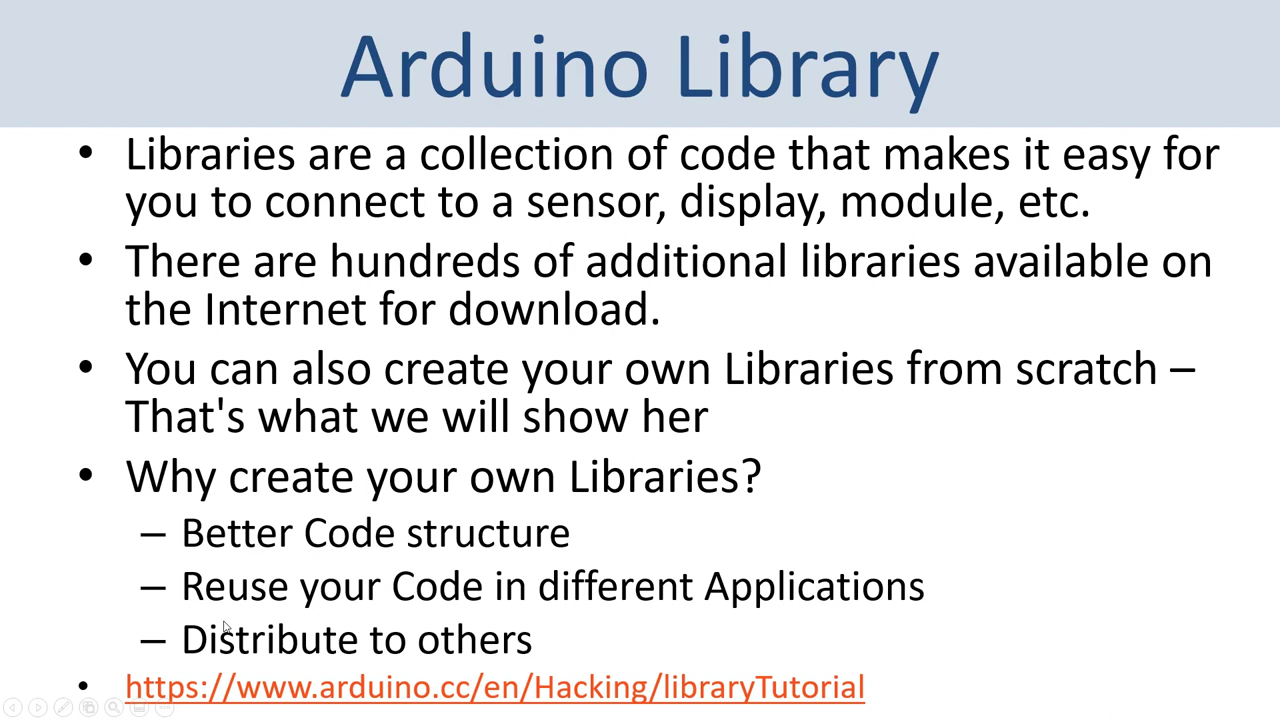 Arduino Library
• Libraries are a collection of code that makes it easy for
you to connect to a sensor, display, module, etc.
• There are hundreds of additional libraries available on
the Internet for download.
• You can also create your own Libraries from scratch –
That's what we will show her
• Why create your own Libraries?
– Better Code structure
– Reuse your Code in different Applications
– Distribute to others
• https://www.arduino.cc/en/Hacking/libraryTutorial